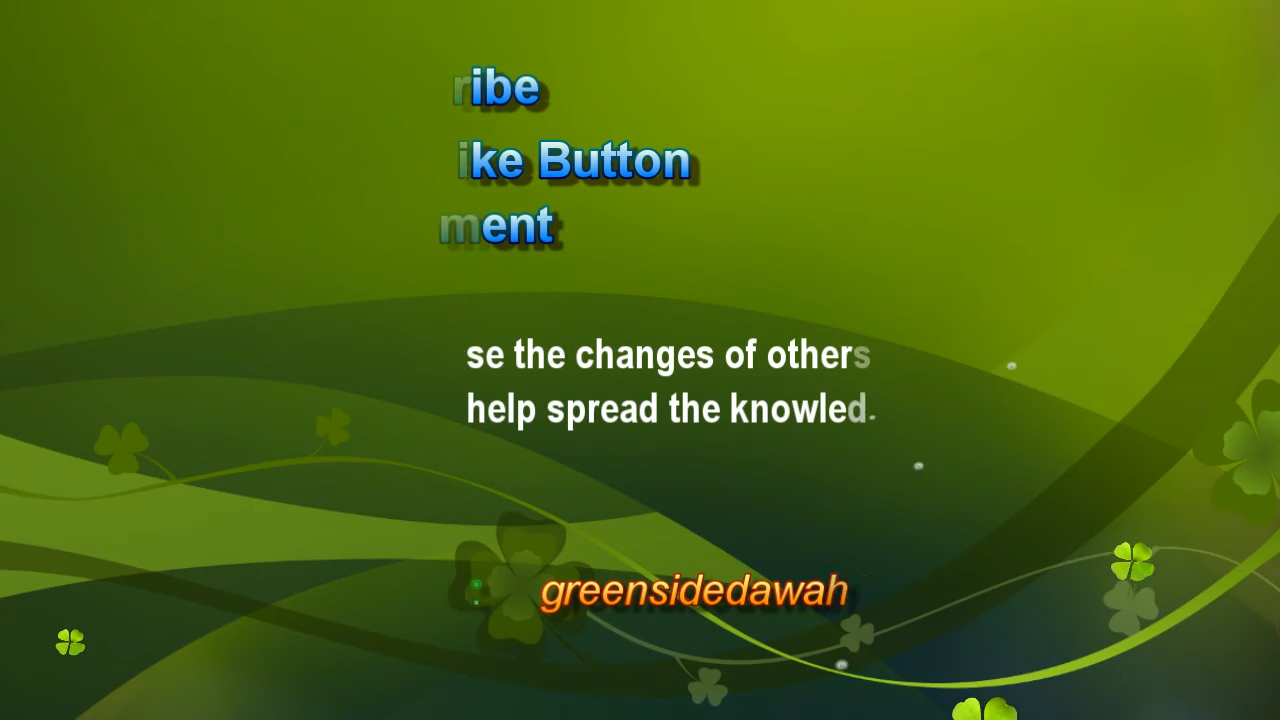 ribe
ike Button
ment
se the changes of others
help spread the knowled
greensidedawah